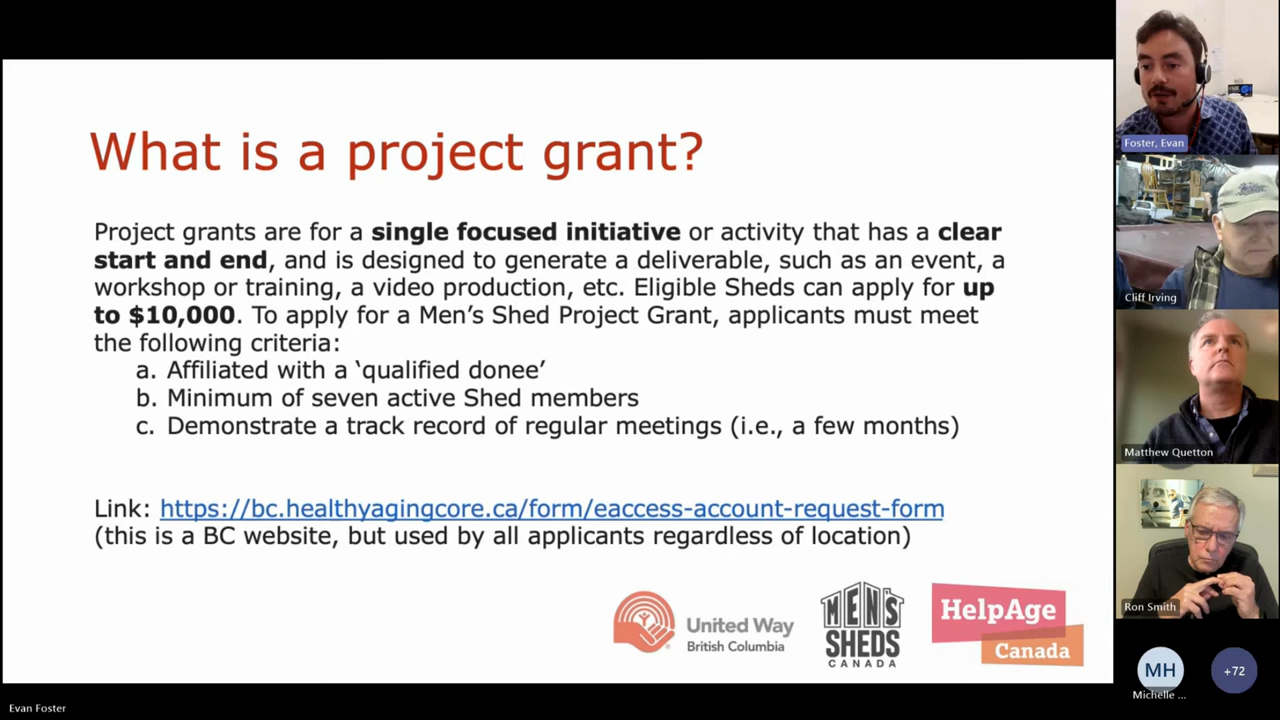 What is a project grant?
Project grants are for a single focused initiative or activity that has a clear
start and end, and is designed to generate a deliverable, such as an event, a
workshop or training, a video production, etc. Eligible Sheds can apply for up
to $10,000. To apply for a Men's Shed Project Grant, applicants must meet
the following criteria:
a. Affiliated with a ‘qualified donee’
b. Minimum of seven active Shed members
c. Demonstrate a track record of regular meetings (i.e., a few months)
Link: https://bc.healthyagingcore.ca/form/eaccess-account-request-form
(this is a BC website, but used by all applicants regardless of location)
United Way
British Columbia
MEN'S
SHEDS
CANADA
HelpAge
Canada
Foster, Evan
Cliff Irving
Matthew Quetton
Ron Smith
MH
Michelle ...
+72
Evan Foster